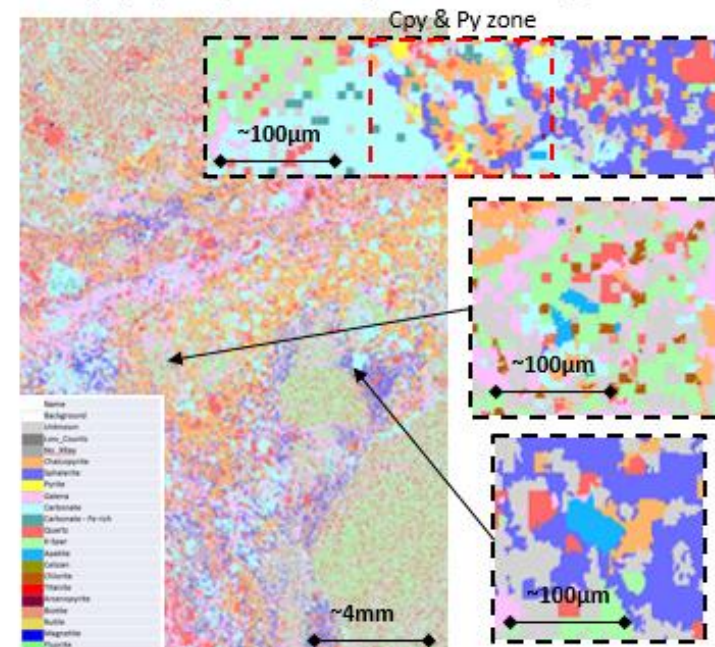 Cpy & Py zone
~100µm
~100µm
~100µm
~4mm
Name
Background
Unknown
Low_Counts
No_XRay
Chalcopyrite
Sphalerite
Pyrite
Galena
Carbonate
Carbonate - Fe rich
Quartz
K-Spar
Apatite
Celsian
Chlorite
Titanite
Arsenopyrite
Biotite
Rutile
Magnetite
Fluorite